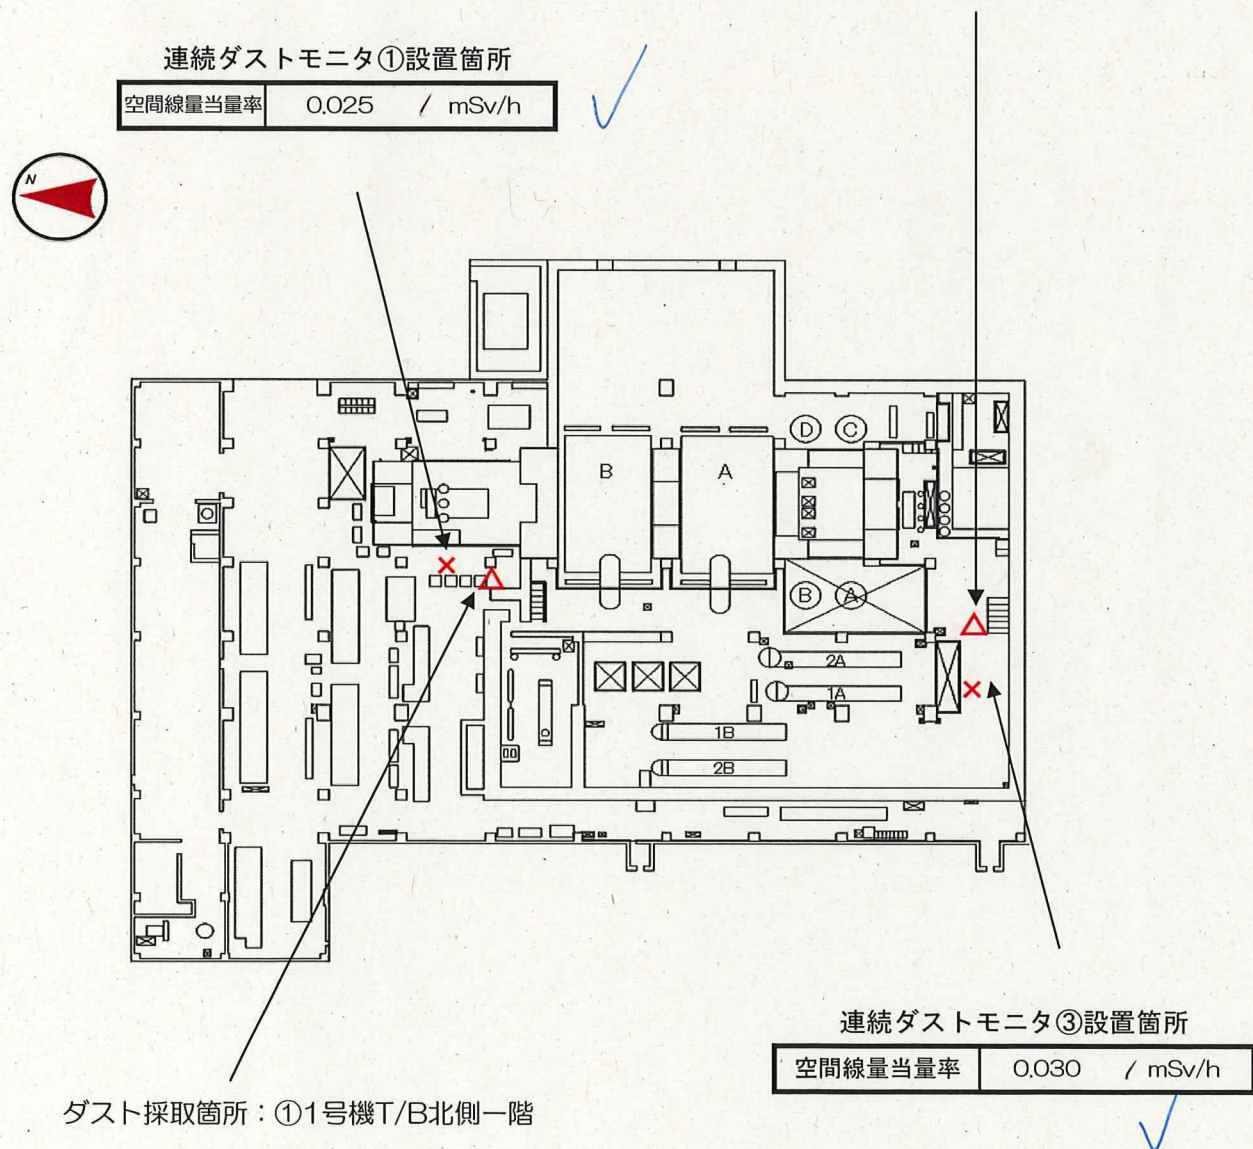 連続ダストモニタ①設置箇所
空間線量当量率 0.025 / mSv/h
N
D C
B A
B A
2A
1A
1B
2B
連続ダストモニタ③設置箇所
空間線量当量率 0.030 / mSv/h
ダスト採取箇所：①1号機T/B北側一階